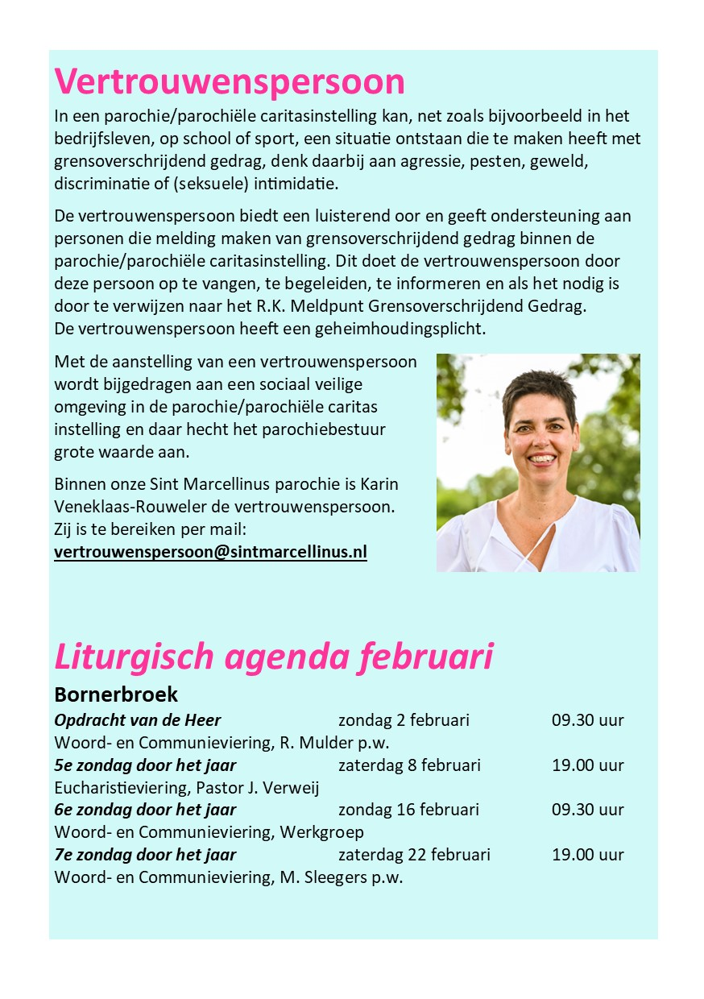 Vertrouwenspersoon
In een parochie/parochiële caritasinstelling kan, net zoals bijvoorbeeld in het
bedrijfsleven, op school of sport, een situatie ontstaan die te maken heeft met
grensoverschrijdend gedrag, denk daarbij aan agressie, pesten, geweld,
discriminatie of (seksuele) intimidatie.
De vertrouwenspersoon biedt een luisterend oor en geeft ondersteuning aan
personen die melding maken van grensoverschrijdend gedrag binnen de
parochie/parochiële caritasinstelling. Dit doet de vertrouwenspersoon door
deze persoon op te vangen, te begeleiden, te informeren en als het nodig is
door te verwijzen naar het R.K. Meldpunt Grensoverschrijdend Gedrag.
De vertrouwenspersoon heeft een geheimhoudingsplicht.
Met de aanstelling van een vertrouwenspersoon
wordt bijgedragen aan een sociaal veilige
omgeving in de parochie/parochiële caritas
instelling en daar hecht het parochiebestuur
grote waarde aan.
Binnen onze Sint Marcellinus parochie is Karin
Veneklaas-Rouweler de vertrouwenspersoon.
Zij is te bereiken per mail:
vertrouwenspersoon@sintmarcellinus.nl
Liturgisch agenda februari
Bornerbroek
Opdracht van de Heer zondag 2 februari 09.30 uur
Woord- en Communieviering, R. Mulder p.w.
5e zondag door het jaar zaterdag 8 februari 19.00 uur
Eucharistieviering, Pastor J. Verweij
6e zondag door het jaar zondag 16 februari 09.30 uur
Woord- en Communieviering, Werkgroep
7e zondag door het jaar zaterdag 22 februari 19.00 uur
Woord- en Communieviering, M. Sleegers p.w.